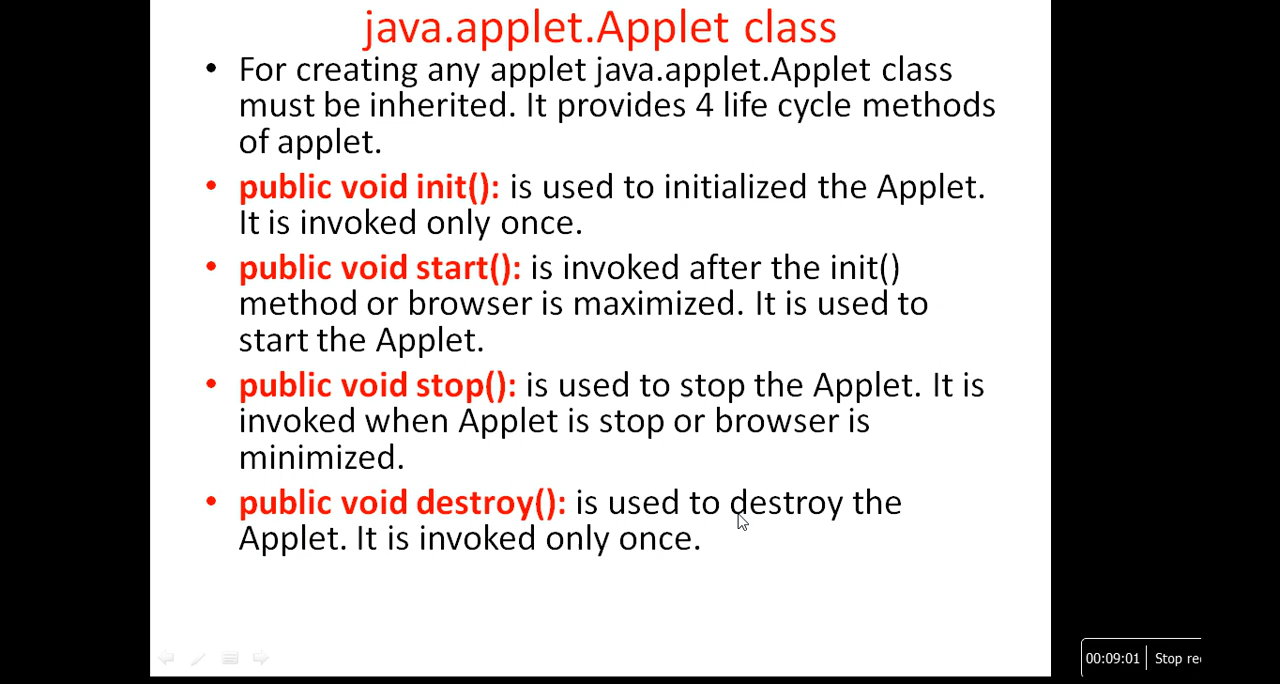 java.applet.Applet class
• For creating any applet java.applet.Applet class
must be inherited. It provides 4 life cycle methods
of applet.
• public void init(): is used to initialized the Applet.
It is invoked only once.
• public void start(): is invoked after the init()
method or browser is maximized. It is used to
start the Applet.
• public void stop(): is used to stop the Applet. It is
invoked when Applet is stop or browser is
minimized.
• public void destroy(): is used to destroy the
Applet. It is invoked only once.
00:09:01 Stop